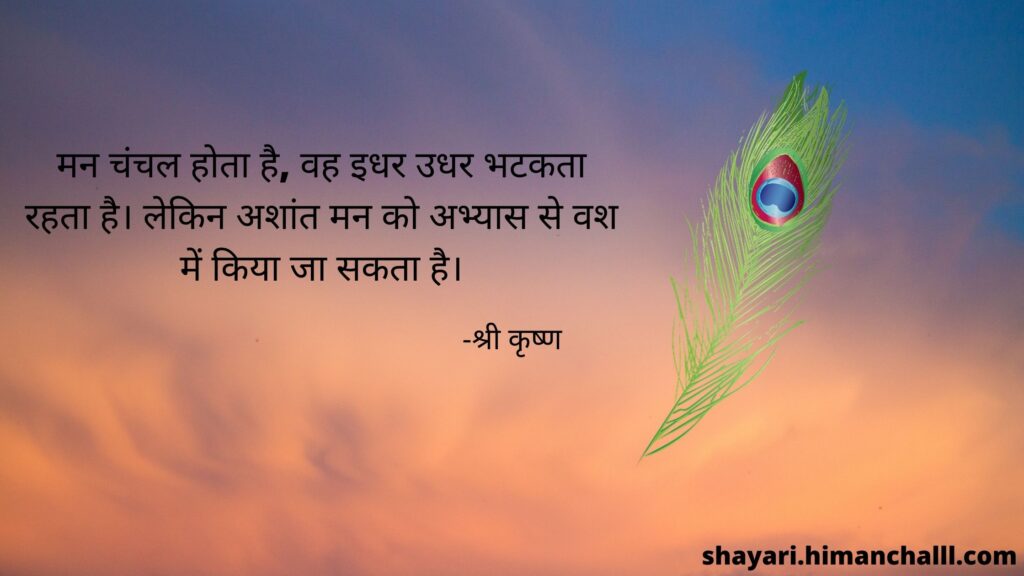 मन चंचल होता है, वह इधर उधर भटकता
रहता है। लेकिन अशांत मन को अभ्यास से वश
में किया जा सकता है।
-श्री कृष्ण
shayari.himanchalll.com